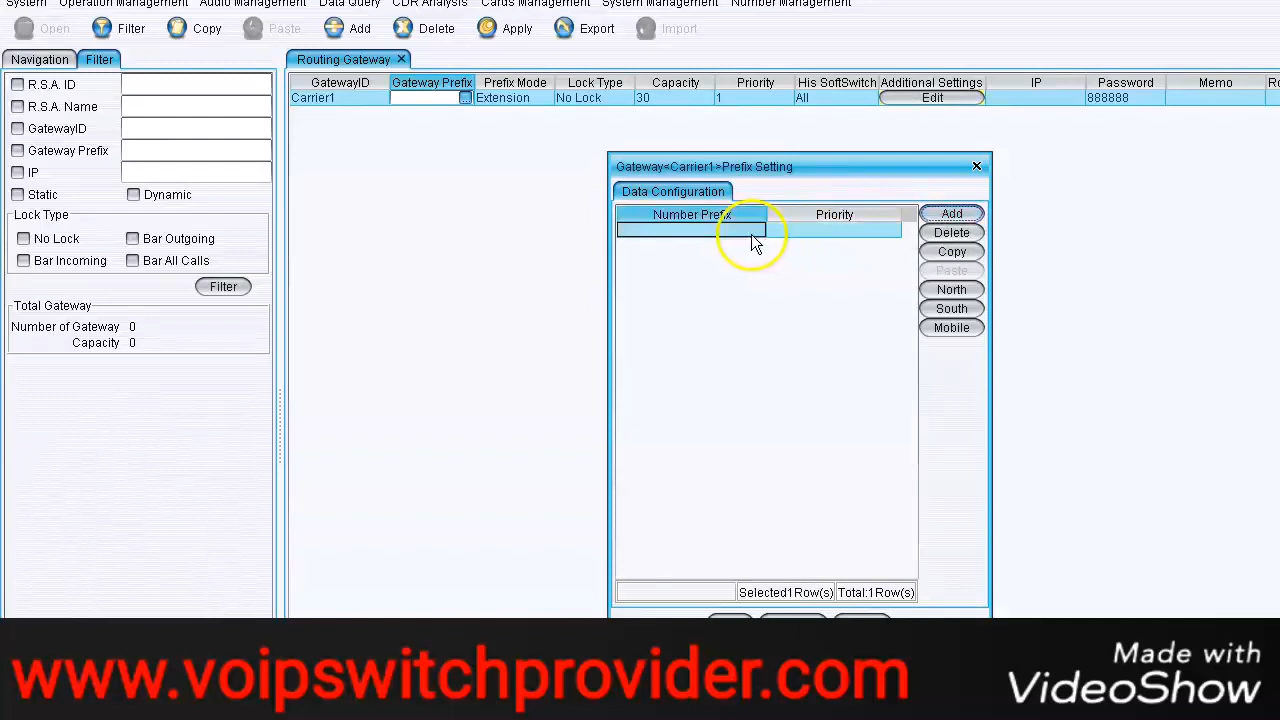 System Operation Management Audio Management Data Query CDR Analysis Cards Management System Management Number Management
Open Filter Copy Paste Add Delete Apply Export Import
Navigation Filter Routing Gateway
R.S.A. ID
R.S.A. Name
GatewayID
Gateway Prefix
IP
Static Dynamic
Lock Type
No Lock Bar Outgoing
Bar Incoming Bar All Calls
Filter
Total Gateway
Number of Gateway 0
Capacity 0
GatewayID Gateway Prefix Prefix Mode Lock Type Capacity Priority His SoftSwitch Additional Settings IP Password Memo
Carrier1 ... Extension No Lock 30 1 All Edit 888888
Gateway<Carrier1>Prefix Setting
Data Configuration
Number Prefix Priority
Add
Delete
Copy
Paste
North
South
Mobile
Selected1Row(s) Total:1Row(s)
www.voipswitchprovider.com
Made with
VideoShow